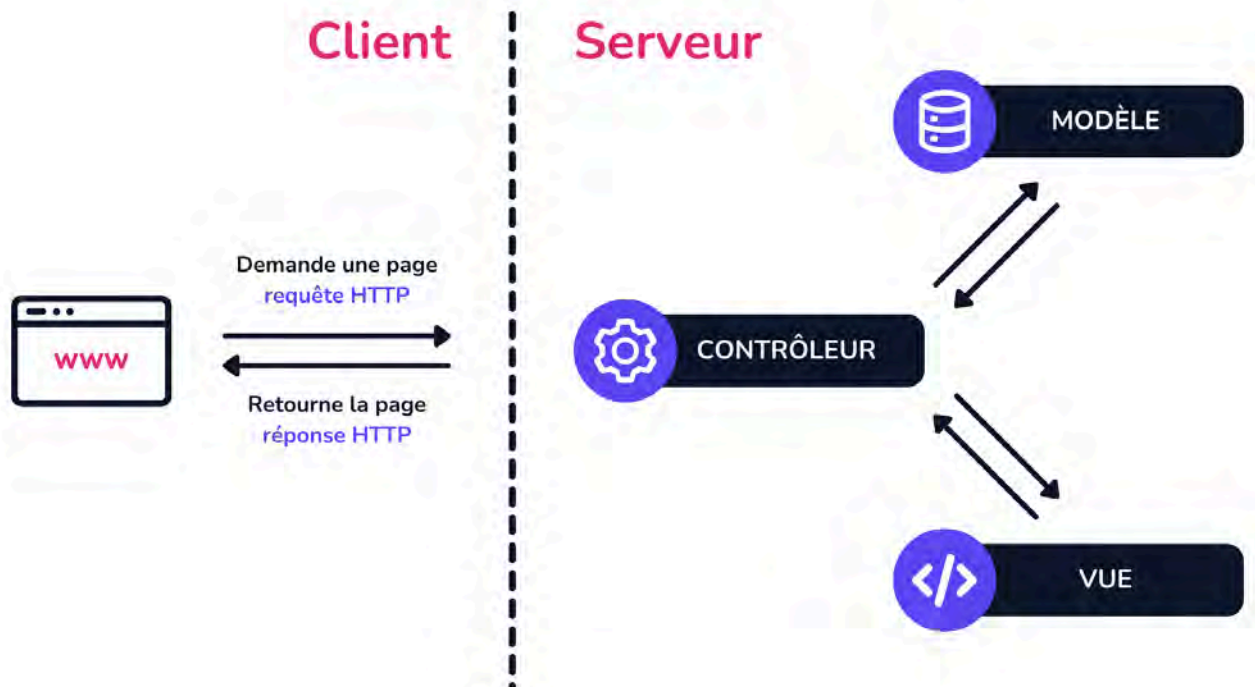 Client
Serveur
MODÈLE
Demande une page
requête HTTP
www
CONTRÔLEUR
Retourne la page
réponse HTTP
VUE